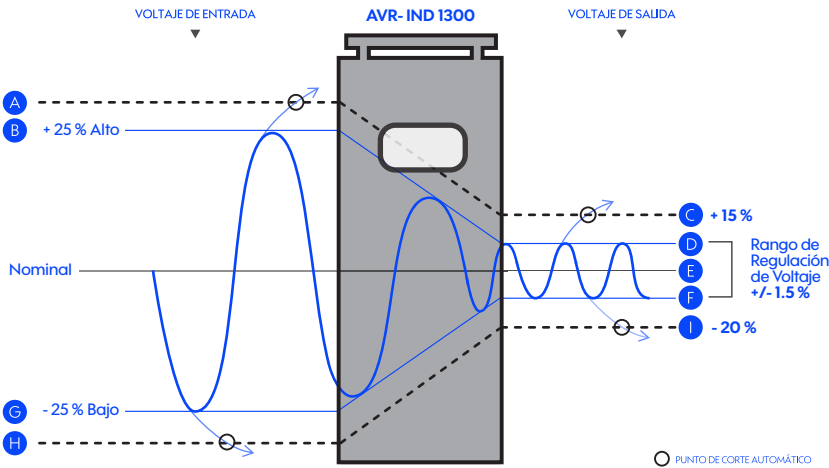 VOLTAJE DE ENTRADA
AVR- IND 1300
VOLTAJE DE SALIDA
A
B + 25 % Alto
Nominal
G - 25 % Bajo
H
C + 15 %
D
E
F
Rango de
Regulación
de Voltaje
+/- 1.5 %
I - 20 %
PUNTO DE CORTE AUTOMÁTICO